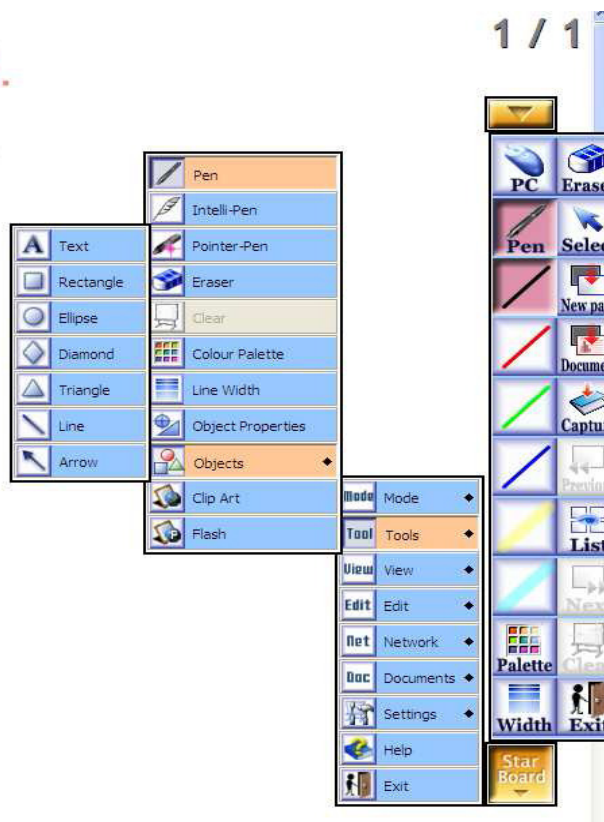 1 / 1
PC
Pen
Palette
Width
List
Exit
Star
Board
Pen
Intelli-Pen
Pointer-Pen
Eraser
Clear
Colour Palette
Line Width
Object Properties
Objects
Clip Art
Flash
A Text
Rectangle
Ellipse
Diamond
Triangle
Line
Arrow
Mode Mode
Tool Tools
View View
Edit Edit
Net Network
Doc Documents
Settings
Help
Exit